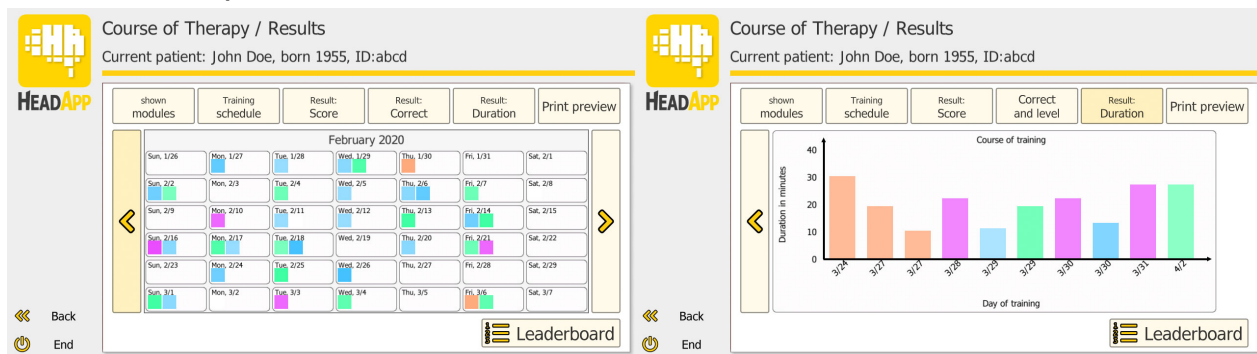 Course of Therapy / Results
Current patient: John Doe, born 1955, ID:abcd
HEADAPP
shown modules
Training schedule
Result: Score
Result: Correct
Result: Duration
Print preview
February 2020
Sun, 1/26 Mon, 1/27 Tue, 1/28 Wed, 1/29 Thu, 1/30 Fri, 1/31 Sat, 2/1
Sun, 2/2 Mon, 2/3 Tue, 2/4 Wed, 2/5 Thu, 2/6 Fri, 2/7 Sat, 2/8
Sun, 2/9 Mon, 2/10 Tue, 2/11 Wed, 2/12 Thu, 2/13 Fri, 2/14 Sat, 2/15
Sun, 2/16 Mon, 2/17 Tue, 2/18 Wed, 2/19 Thu, 2/20 Fri, 2/21 Sat, 2/22
Sun, 2/23 Mon, 2/24 Tue, 2/25 Wed, 2/26 Thu, 2/27 Fri, 2/28 Sat, 2/29
Sun, 3/1 Mon, 3/2 Tue, 3/3 Wed, 3/4 Thu, 3/5 Fri, 3/6 Sat, 3/7
Back
End
Leaderboard
Course of Therapy / Results
Current patient: John Doe, born 1955, ID:abcd
HEADAPP
shown modules
Training schedule
Result: Score
Correct and level
Result: Duration
Print preview
Course of training
Duration in minutes
40
30
20
10
0
3/24 3/27 3/27 3/28 3/29 3/29 3/30 3/30 3/31 4/2
Day of training
Back
End
Leaderboard